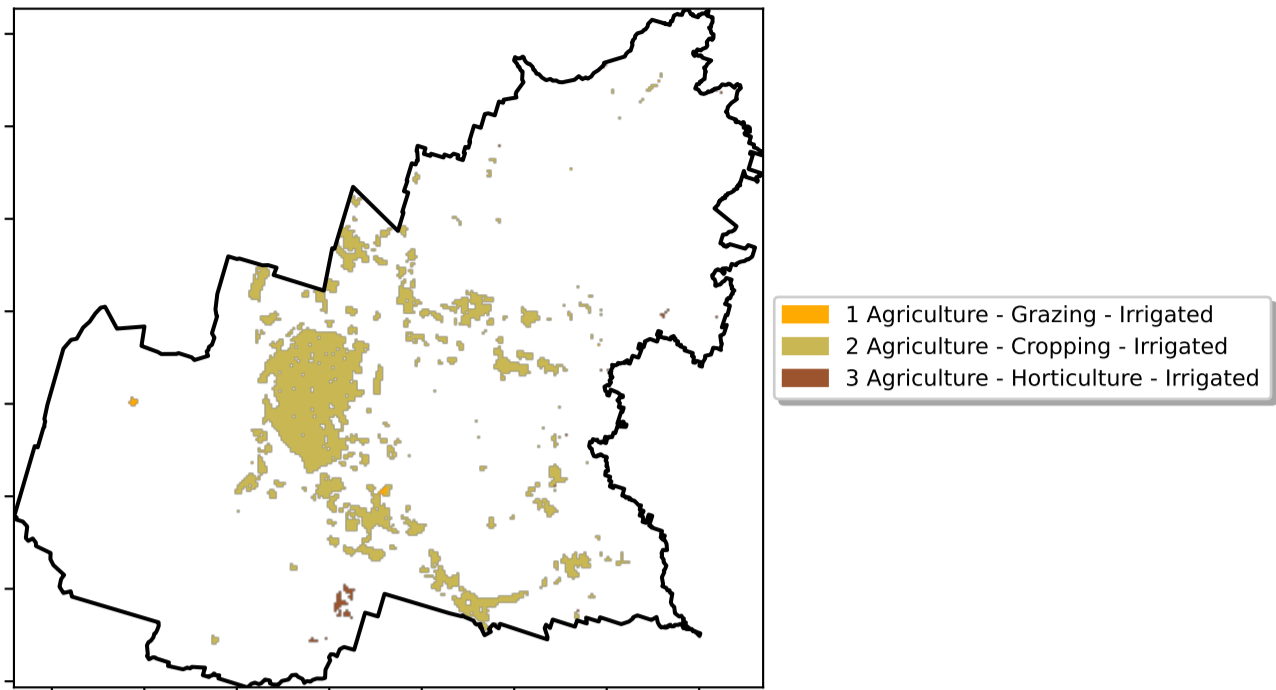 1 Agriculture - Grazing - Irrigated
2 Agriculture - Cropping - Irrigated
3 Agriculture - Horticulture - Irrigated